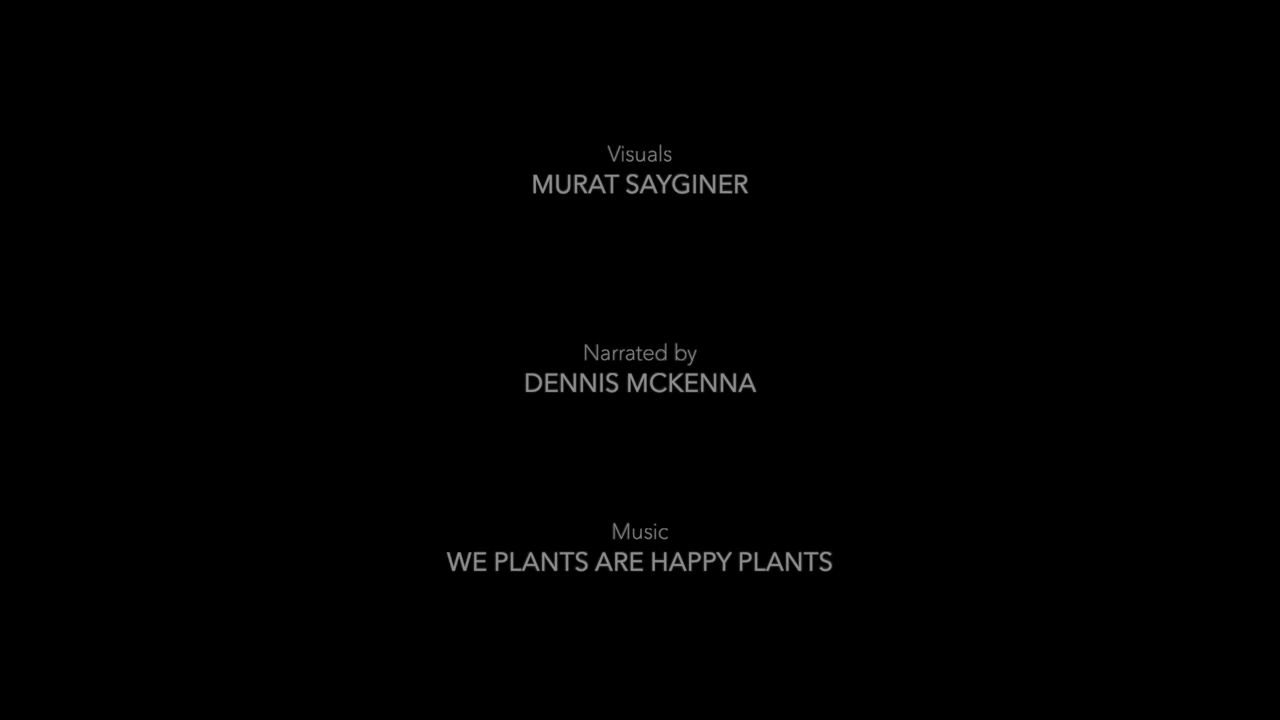 Visuals
MURAT SAYGINER
Narrated by
DENNIS MCKENNA
Music
WE PLANTS ARE HAPPY PLANTS